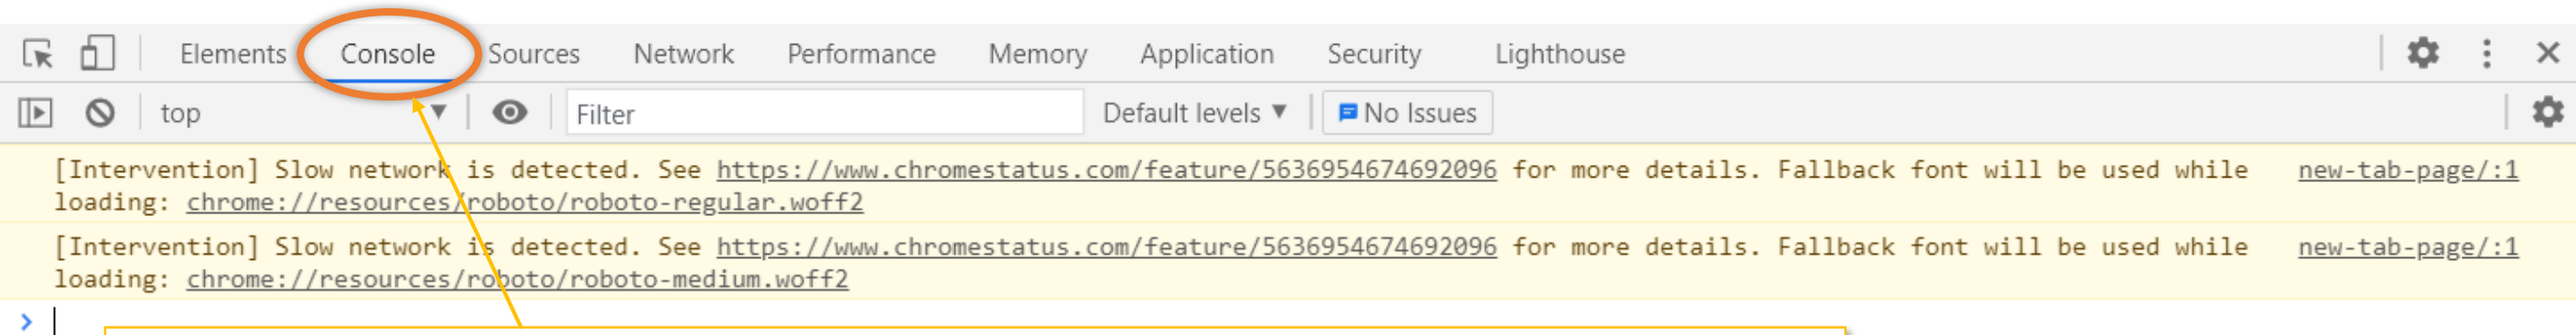 Elements Console Sources Network Performance Memory Application Security Lighthouse
top Filter Default levels No Issues
[Intervention] Slow network is detected. See https://www.chromestatus.com/feature/5636954674692096 for more details. Fallback font will be used while new-tab-page/:1
loading: chrome://resources/roboto/roboto-regular.woff2
[Intervention] Slow network is detected. See https://www.chromestatus.com/feature/5636954674692096 for more details. Fallback font will be used while new-tab-page/:1
loading: chrome://resources/roboto/roboto-medium.woff2